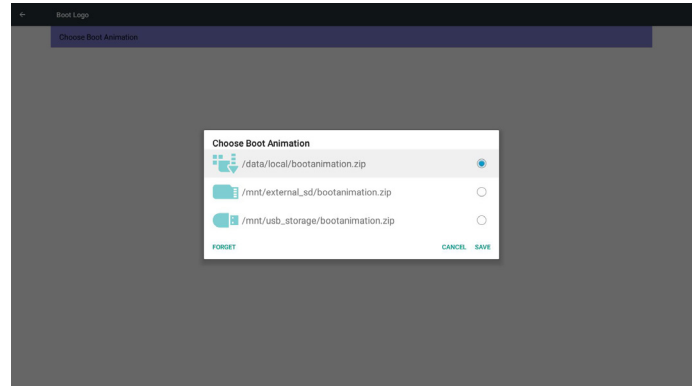 Boot Logo
Choose Boot Animation
Choose Boot Animation
/data/local/bootanimation.zip
/mnt/external_sd/bootanimation.zip
/mnt/usb_storage/bootanimation.zip
FORGET CANCEL SAVE